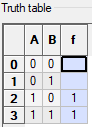 Truth table
A B f
0 0 0
1 0 1
2 1 0 1
3 1 1 1